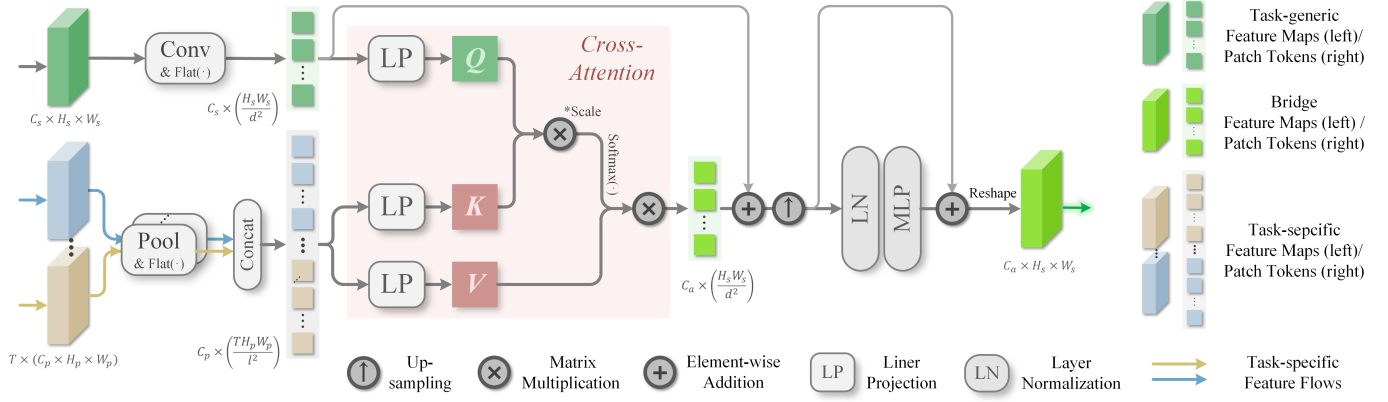 Conv
& Flat(·)
C_s × H_s × W_s
C_s × (H_sW_s / d²)
LP
Q
Cross-
Attention
*Scale
Softmax(·)
Pool
& Flat(·)
Concat
T × (C_p × H_p × W_p)
C_p × (TH_pW_p / l²)
LP
K
LP
V
C_a × (H_sW_s / d²)
LN
MLP
Reshape
C_a × H_s × W_s
Task-generic
Feature Maps (left)/
Patch Tokens (right)
Bridge
Feature Maps (left) /
Patch Tokens (right)
Task-sepcific
Feature Maps (left)/
Patch Tokens (right)
Up-
sampling
Matrix
Multiplication
Element-wise
Addition
LP
Liner
Projection
LN
Layer
Normalization
Task-specific
Feature Flows